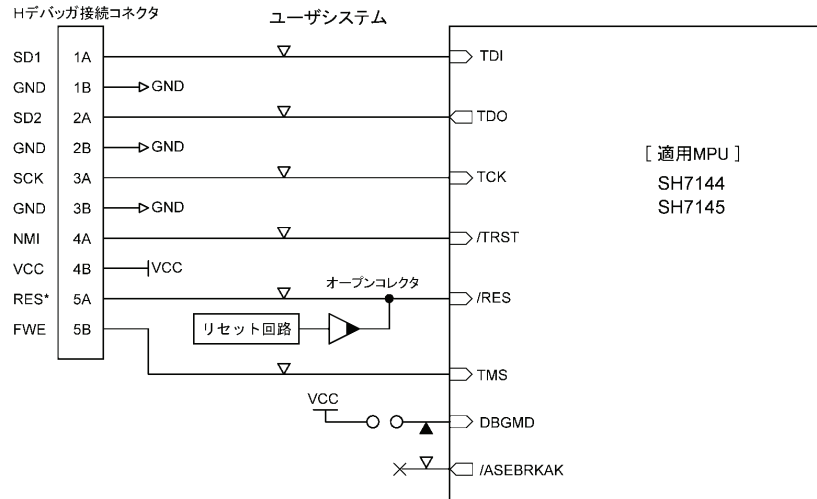 Hデバッガ接続コネクタ
ユーザシステム
SD1 1A TDI
GND 1B GND
SD2 2A TDO
GND 2B GND
SCK 3A TCK
GND 3B GND
NMI 4A /TRST
VCC 4B VCC
オープンコレクタ
RES* 5A /RES
FWE 5B リセット回路
TMS
VCC
DBGMD
/ASEBRKAK
[ 適用MPU ]
SH7144
SH7145